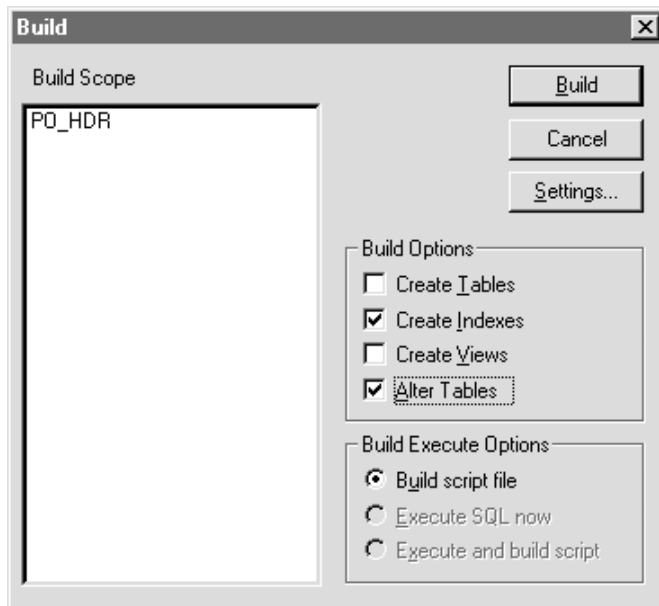 Build
Build Scope
PO_HDR
Build
Cancel
Settings...
Build Options
Create Tables
Create Indexes
Create Views
Alter Tables
Build Execute Options
Build script file
Execute SQL now
Execute and build script